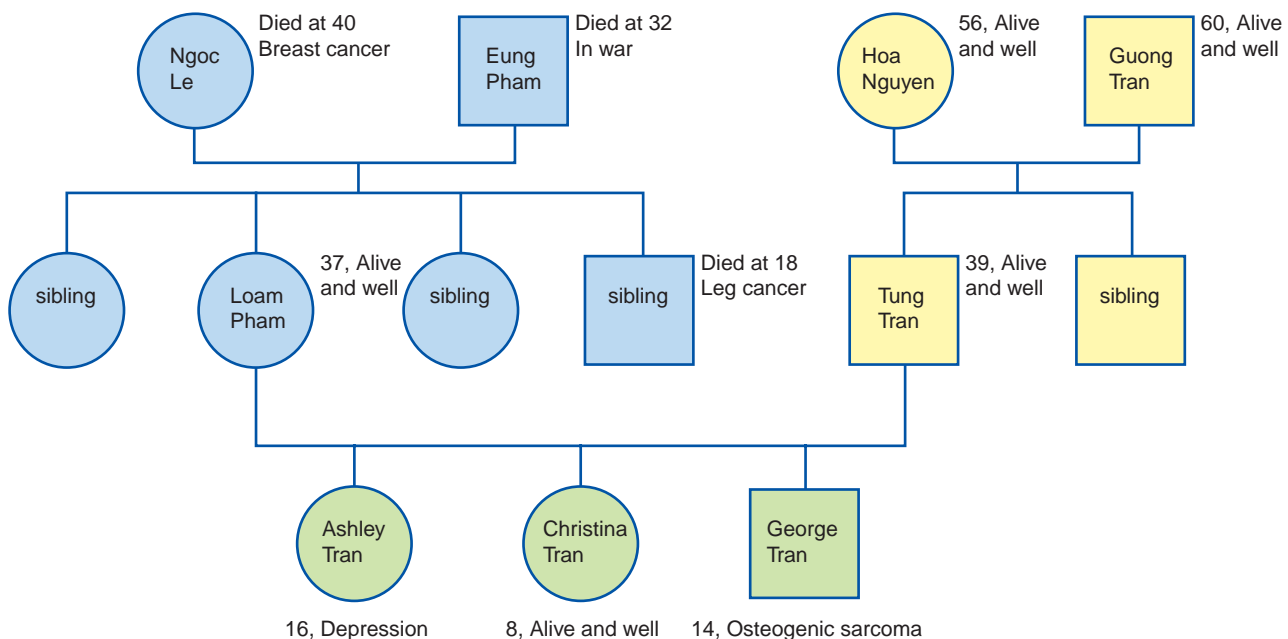 Ngoc
Le
Died at 40
Breast cancer
Eung
Pham
Died at 32
In war
Hoa
Nguyen
56, Alive
and well
Guong
Tran
60, Alive
and well
sibling
Loam
Pham
37, Alive
and well
sibling
sibling
Died at 18
Leg cancer
Tung
Tran
39, Alive
and well
sibling
Ashley
Tran
16, Depression
Christina
Tran
8, Alive and well
George
Tran
14, Osteogenic sarcoma